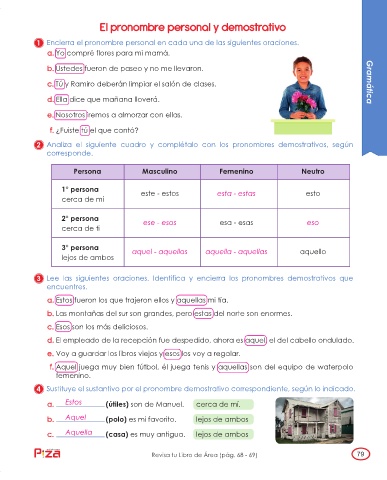 El pronombre personal y demostrativo
1 Encierra el pronombre personal en cada una de las siguientes oraciones.
a. Yo compré flores para mi mamá.
b. Ustedes fueron de paseo y no me llevaron.
c. Tú y Ramiro deberán limpiar el salón de clases.
d. Ella dice que mañana lloverá.
e. Nosotros iremos a almorzar con ellas.
f. ¿Fuiste tú el que contó?
Gramática
2 Analiza el siguiente cuadro y complétalo con los pronombres demostrativos, según
corresponde.
Persona Masculino Femenino Neutro
1° persona
cerca de mí
este - estos esta - estas esto
2° persona
cerca de ti
ese - esos esa - esas eso
3° persona
lejos de ambos
aquel - aquellos aquella - aquellas aquello
3 Lee las siguientes oraciones. Identifica y encierra los pronombres demostrativos que
encuentres.
a. Estos fueron los que trajeron ellos y aquellas mi tía.
b. Las montañas del sur son grandes, pero estas del norte son enormes.
c. Esos son los más deliciosos.
d. El empleado de la recepción fue despedido, ahora es aquel, el del cabello ondulado.
e. Voy a guardar los libros viejos y esos los voy a regalar.
f. Aquel juega muy bien fútbol, él juega tenis y aquellas son del equipo de waterpolo
femenino.
4 Sustituye el sustantivo por el pronombre demostrativo correspondiente, según lo indicado.
a. Estos (útiles) son de Manuel. cerca de mí.
b. Aquel (polo) es mi favorito. lejos de ambos
c. Aquella (casa) es muy antigua. lejos de ambos
Revisa tu Libro de Área (pág. 68 - 69)
79